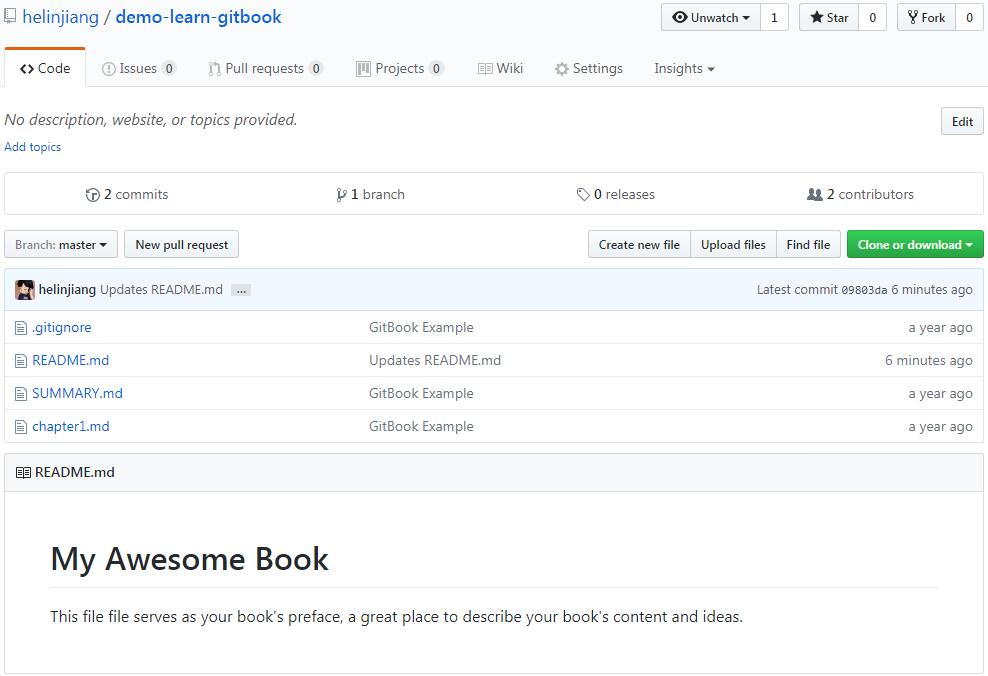 helinjiang / demo-learn-gitbook Unwatch 1 Star 0 Fork 0
Code Issues 0 Pull requests 0 Projects 0 Wiki Settings Insights
No description, website, or topics provided. Edit
Add topics
2 commits 1 branch 0 releases 2 contributors
Branch: master New pull request Create new file Upload files Find file Clone or download
helinjiang Updates README.md ... Latest commit 09803da 6 minutes ago
.gitignore GitBook Example a year ago
README.md Updates README.md 6 minutes ago
SUMMARY.md GitBook Example a year ago
chapter1.md GitBook Example a year ago
README.md
My Awesome Book
This file file serves as your book's preface, a great place to describe your book's content and ideas.